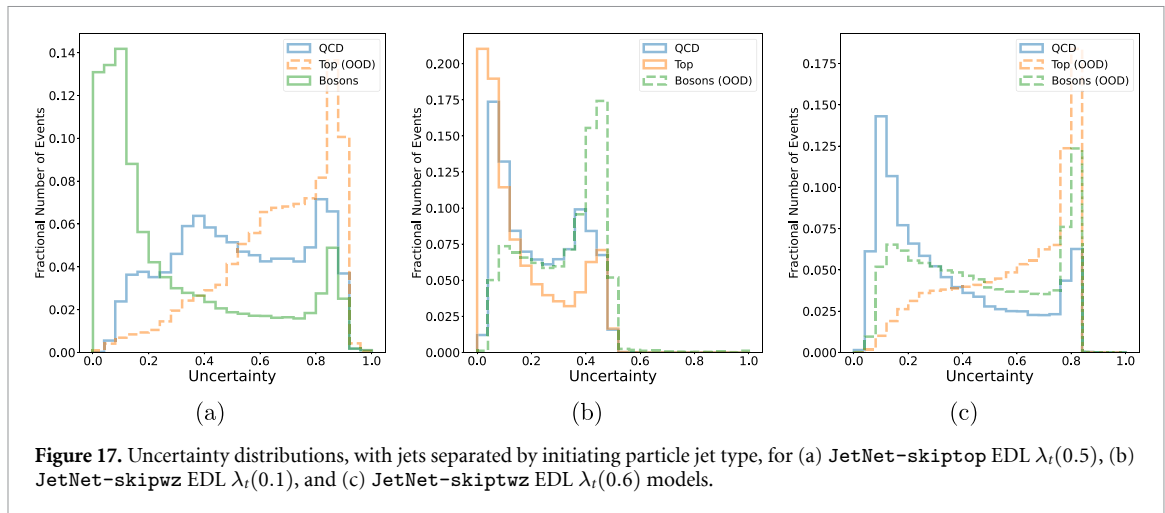 0.14
0.12
0.10
0.08
0.06
0.04
0.02
0.00
Fractional Number of Events
0.0 0.2 0.4 0.6 0.8 1.0
Uncertainty
QCD
Top (OOD)
Bosons
(a)
0.200
0.175
0.150
0.125
0.100
0.075
0.050
0.025
0.000
Fractional Number of Events
0.0 0.2 0.4 0.6 0.8 1.0
Uncertainty
QCD
Top
Bosons (OOD)
(b)
0.175
0.150
0.125
0.100
0.075
0.050
0.025
0.000
Fractional Number of Events
0.0 0.2 0.4 0.6 0.8 1.0
Uncertainty
QCD
Top (OOD)
Bosons (OOD)
(c)
Figure 17. Uncertainty distributions, with jets separated by initiating particle jet type, for (a) JetNet-skiptop EDL λt(0.5), (b)
JetNet-skipwz EDL λt(0.1), and (c) JetNet-skiptwz EDL λt(0.6) models.